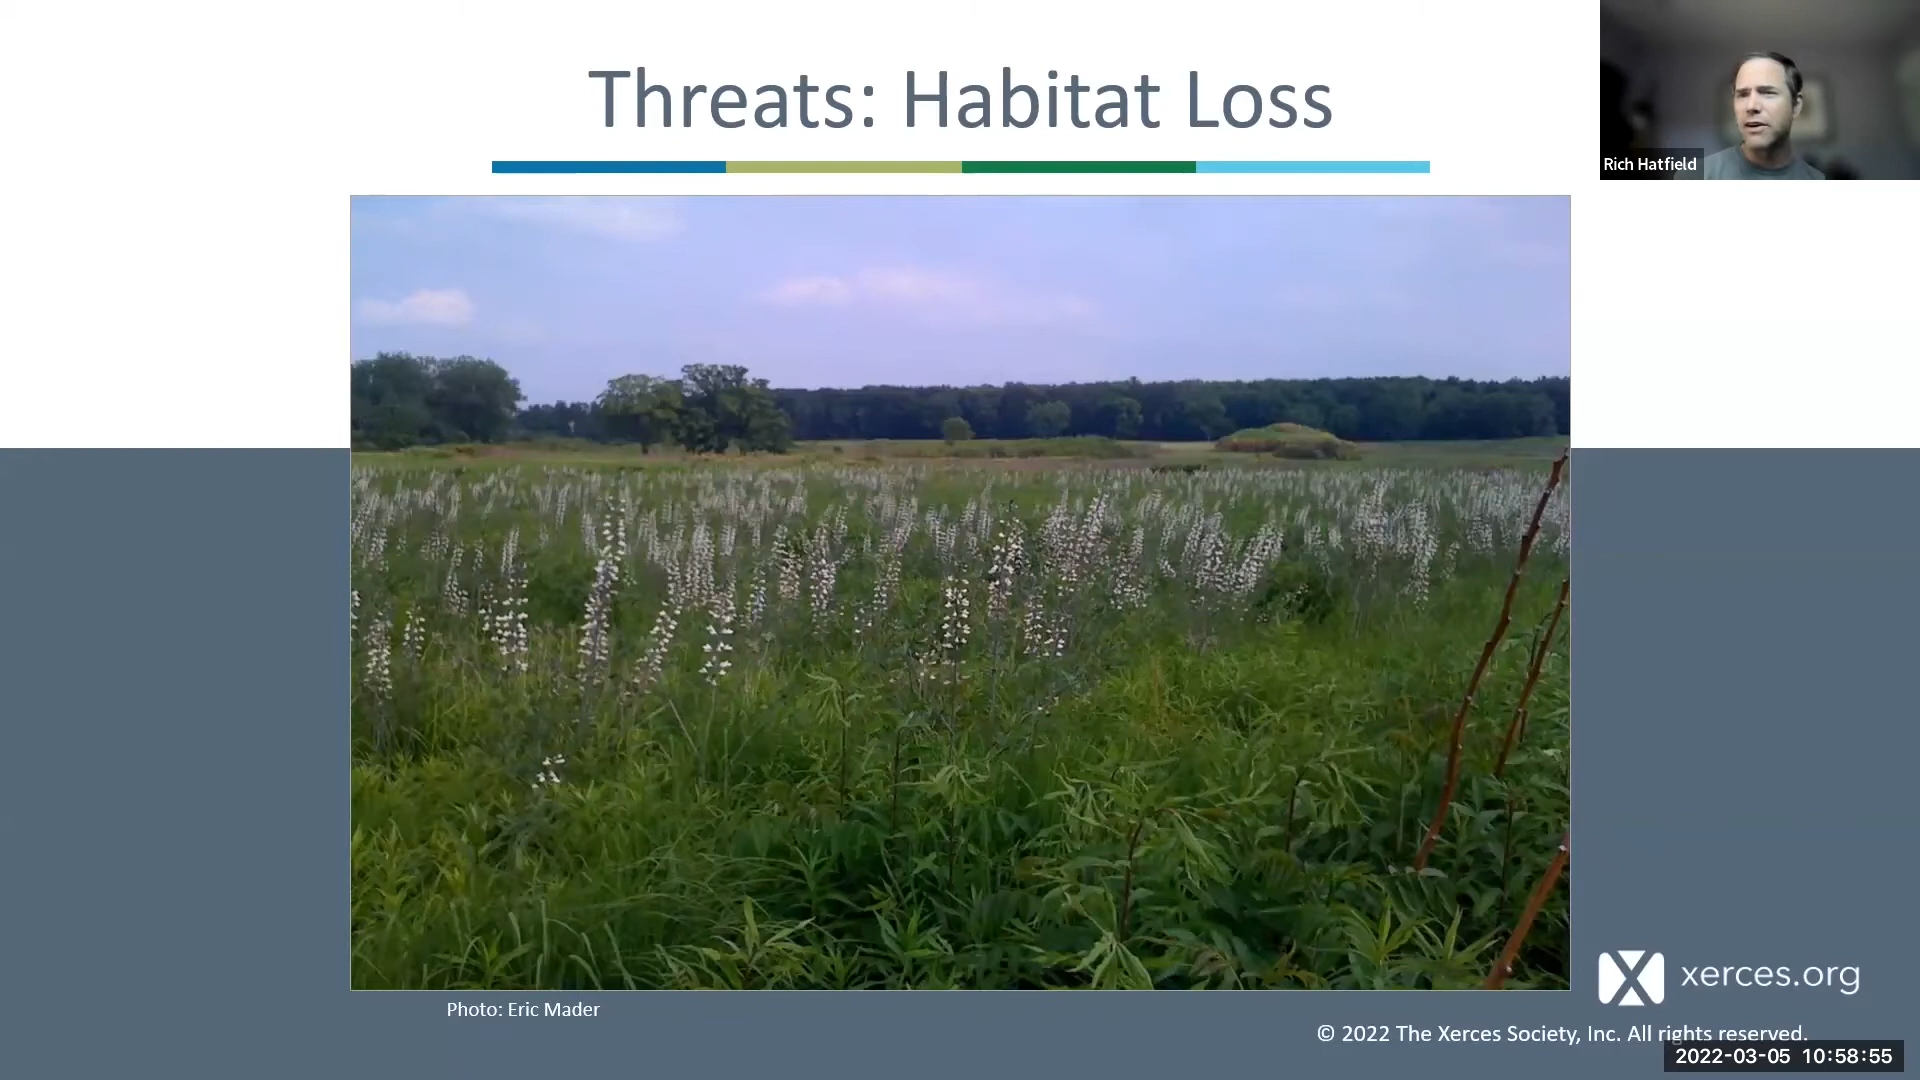 Threats: Habitat Loss
Rich Hatfield
Photo: Eric Mader
xerces.org
© 2022 The Xerces Society, Inc. All rights reserved.
2022-03-05 10:58:55